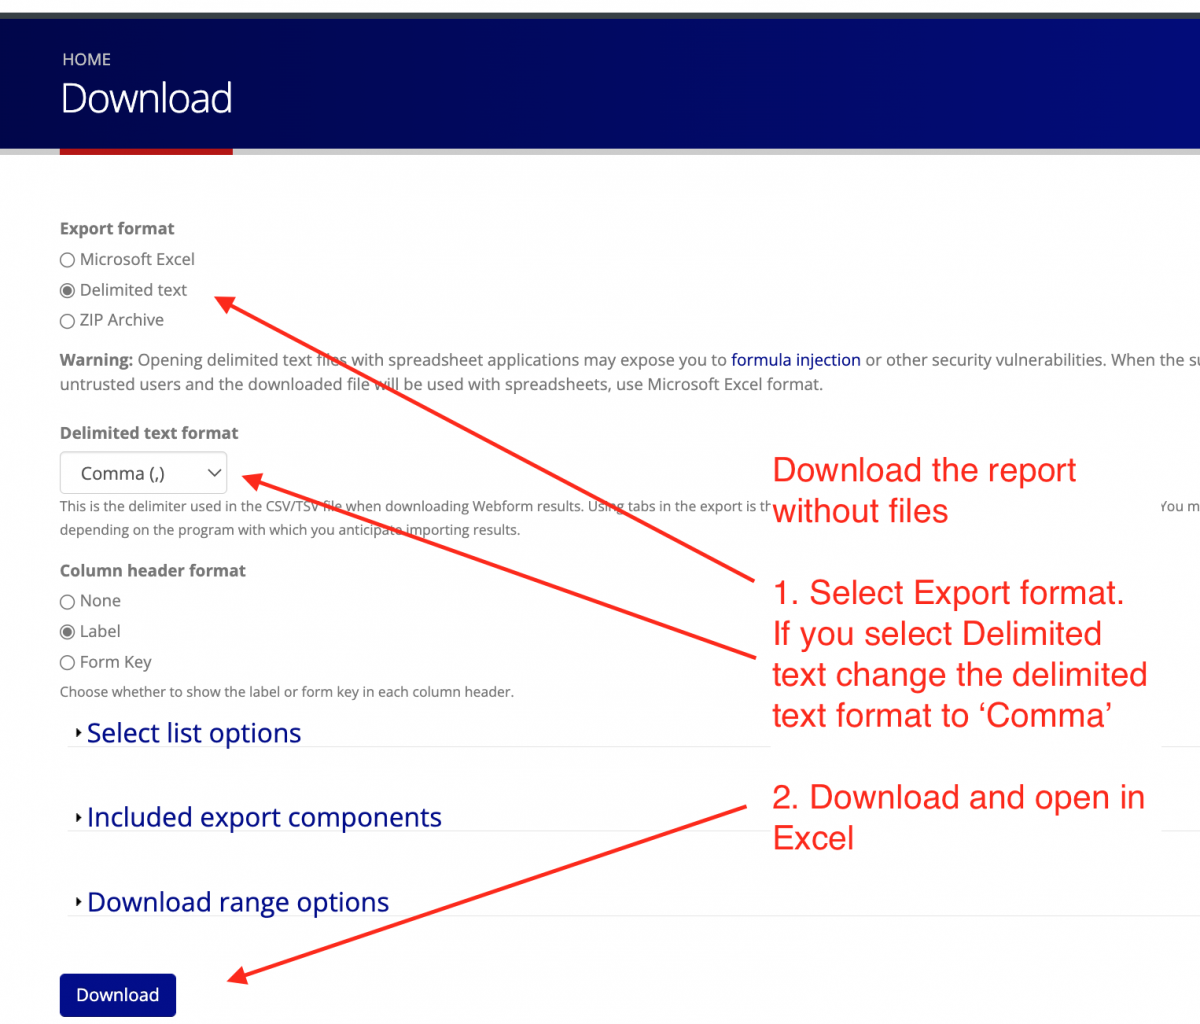 HOME
Download
Export format
Microsoft Excel
Delimited text
ZIP Archive
Warning: Opening delimited text files with spreadsheet applications may expose you to formula injection or other security vulnerabilities. When the
untrusted users and the downloaded file will be used with spreadsheets, use Microsoft Excel format.
Delimited text format
Comma (,)
This is the delimiter used in the CSV/TSV file when downloading Webform results. Using tabs in the export is
depending on the program with which you anticipate importing results.
Column header format
None
Label
Form Key
Choose whether to show the label or form key in each column header.
Select list options
Included export components
Download range options
Download
Download the report
without files
1. Select Export format.
If you select Delimited
text change the delimited
text format to ‘Comma’
2. Download and open in
Excel